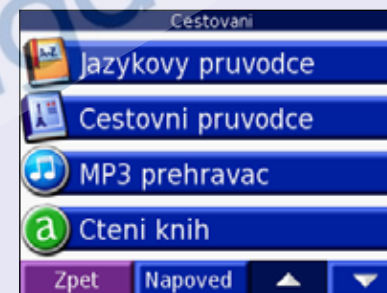 Cestovani
A-Z
Jazykovy pruvodce
Cestovni pruvodce
MP3 prehravac
a
Cteni knih
Zpet
Napoved